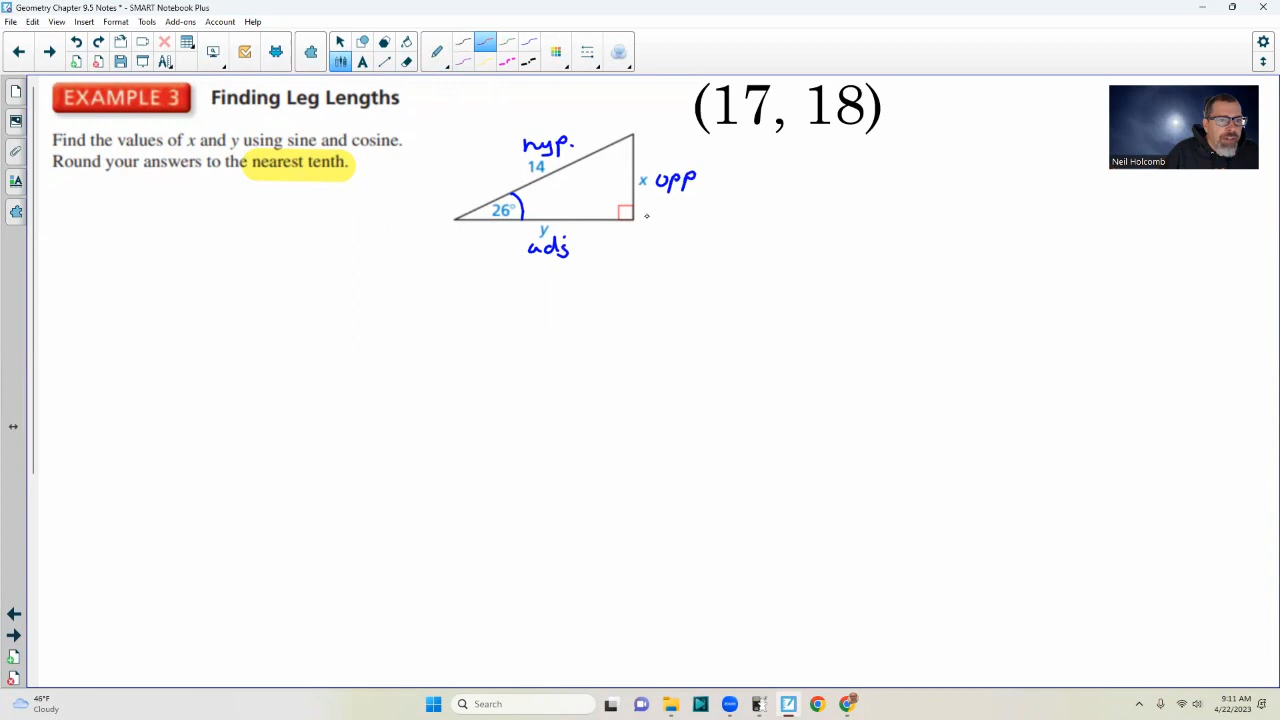 Geometry Chapter 9.5 Notes * - SMART Notebook Plus
File Edit View Insert Format Tools Add-ons Account Help
EXAMPLE 3 Finding Leg Lengths
(17, 18)
Find the values of x and y using sine and cosine.
Round your answers to the nearest tenth.
hyp.
14
x opp
26°
y
adj
Neil Holcomb
46°F
Cloudy
Search
9:11 AM
4/22/2023